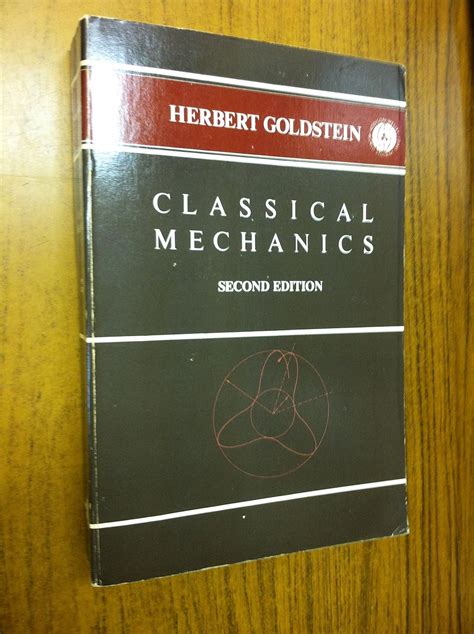 HERBERT GOLDSTEIN
CLASSICAL
MECHANICS
SECOND EDITION